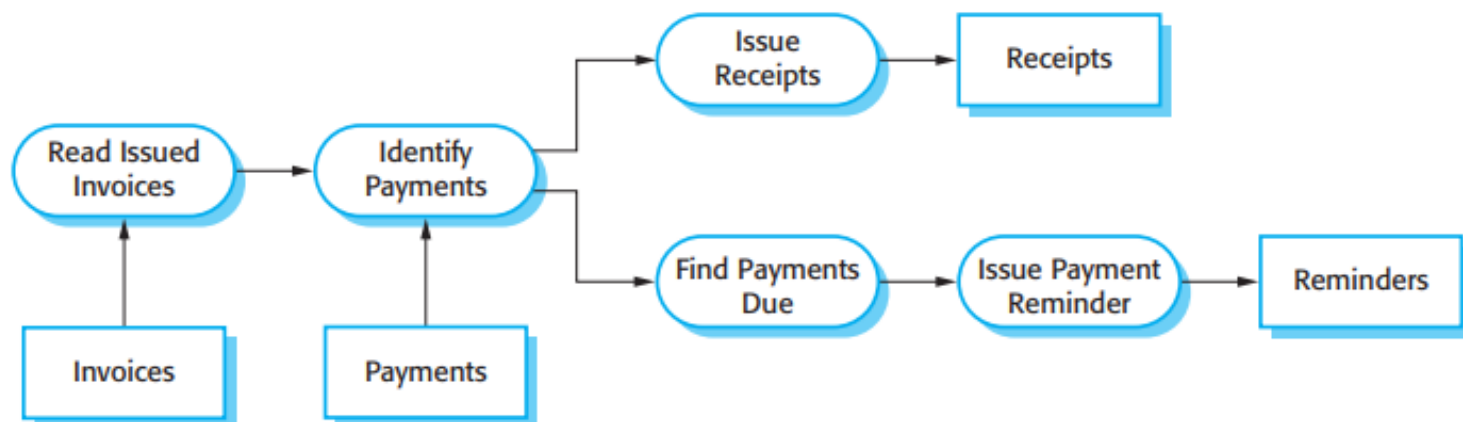 Issue
Receipts
Receipts
Read Issued
Invoices
Identify
Payments
Find Payments
Due
Issue Payment
Reminder
Reminders
Invoices
Payments